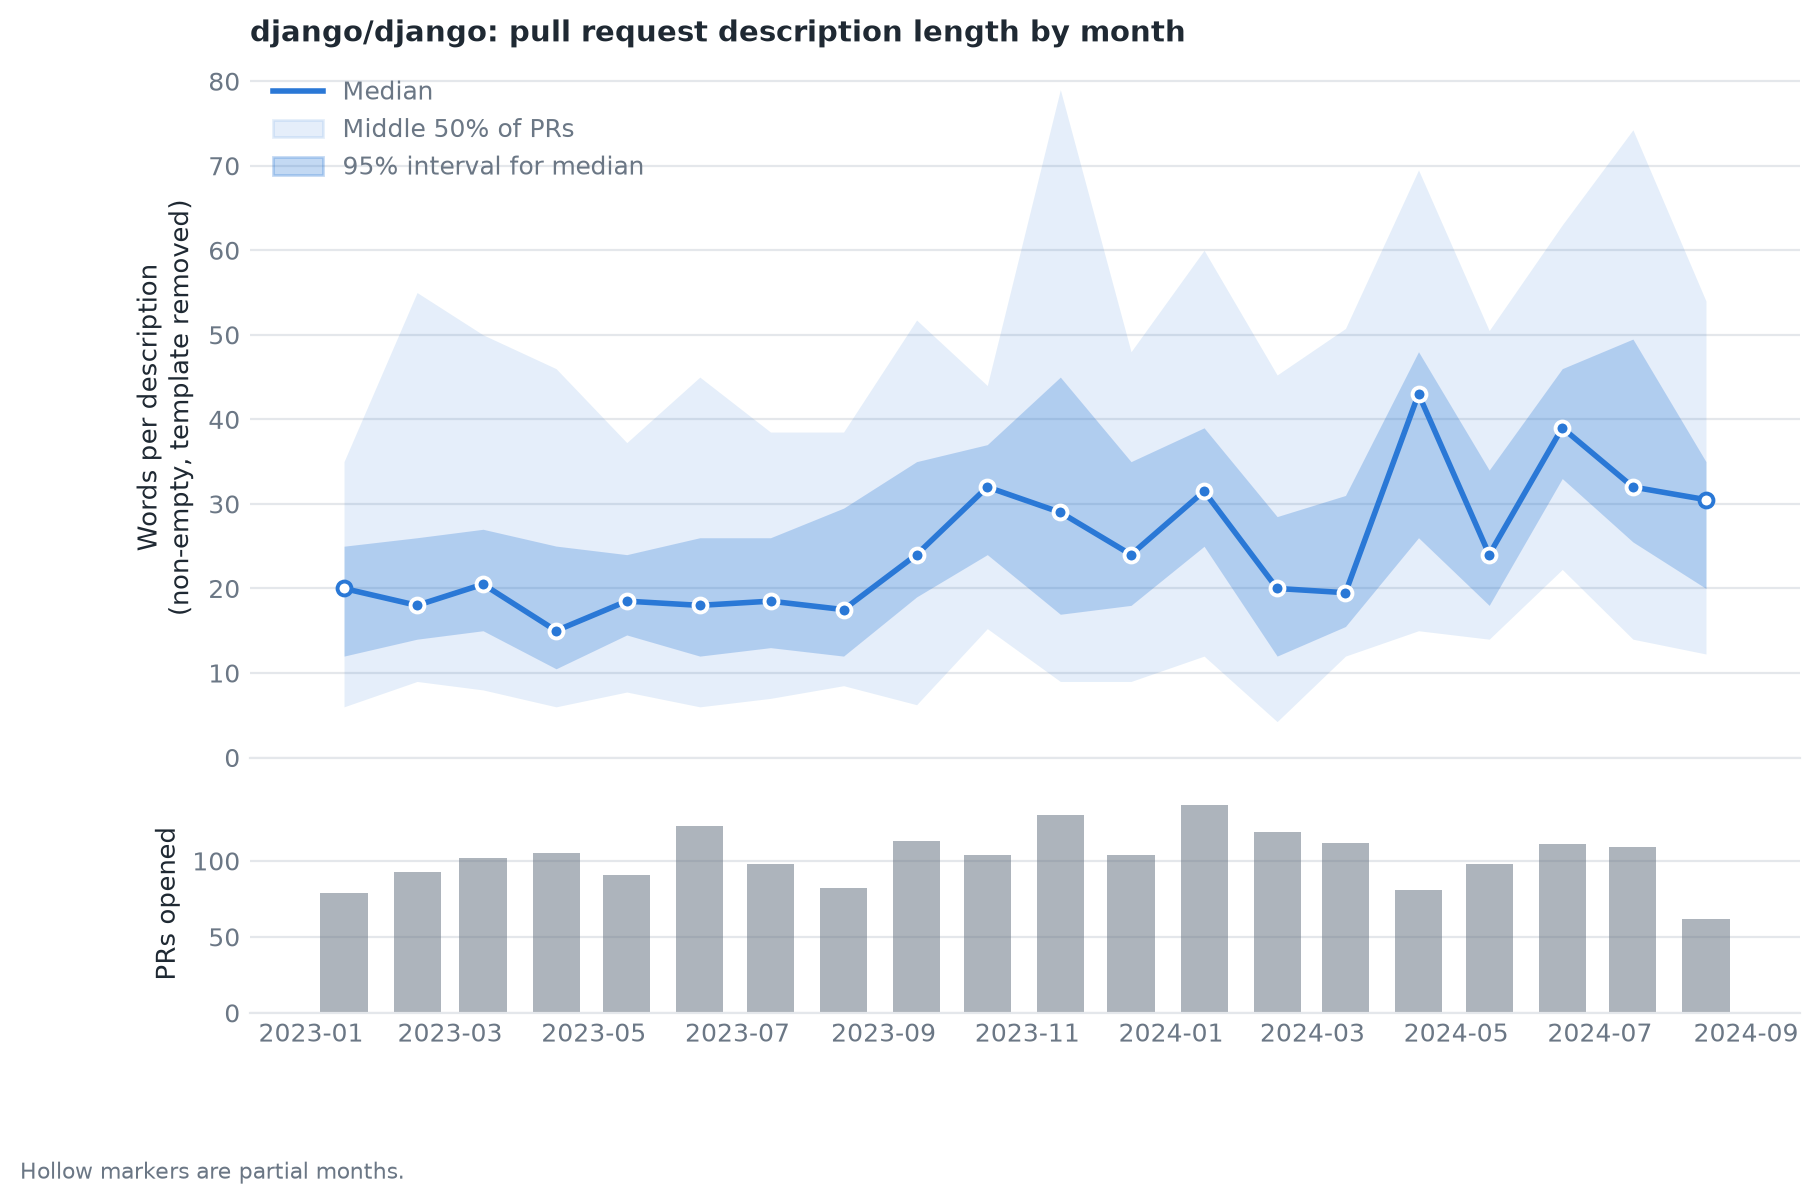 django/django: pull request description length by month
Median
Middle 50% of PRs
95% interval for median
Words per description
(non-empty, template removed)
80
70
60
50
40
30
20
10
0
PRs opened
100
50
0
2023-01 2023-03 2023-05 2023-07 2023-09 2023-11 2024-01 2024-03 2024-05 2024-07 2024-09
Hollow markers are partial months.